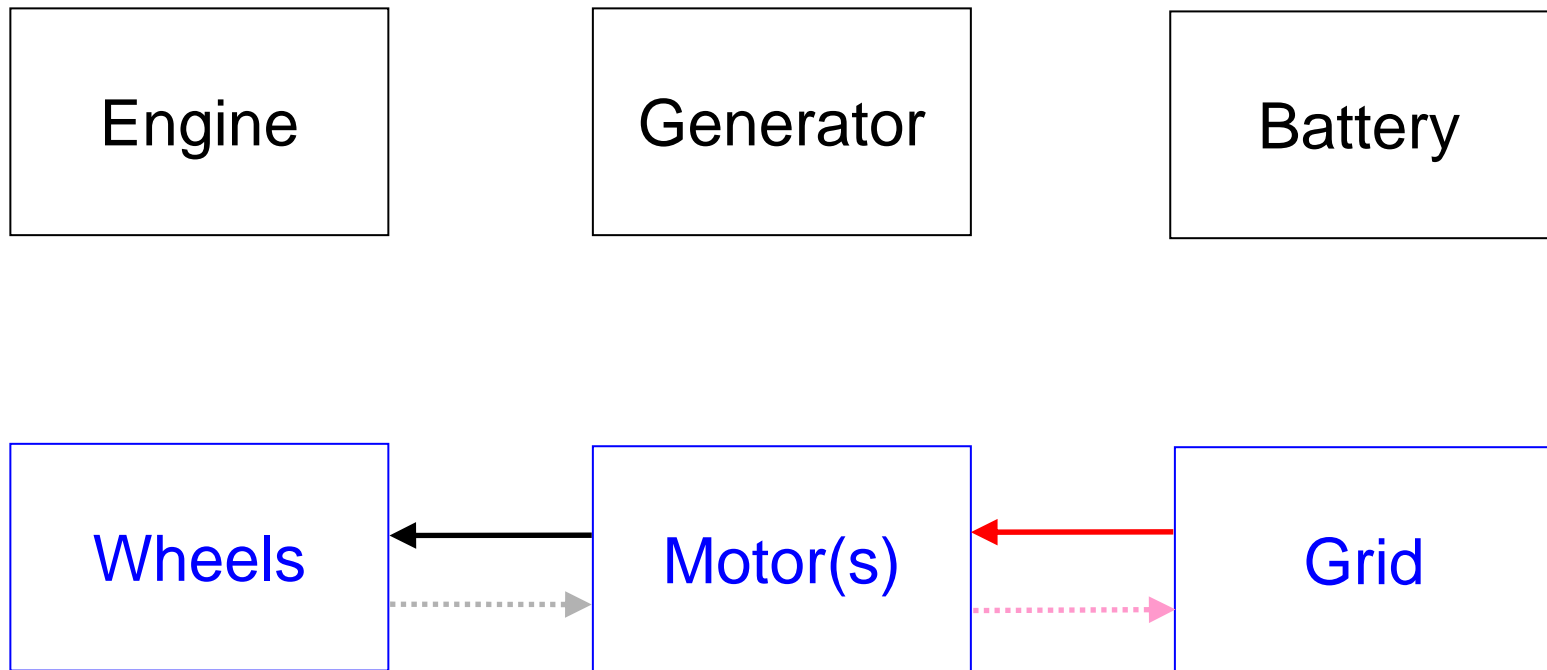 Engine
Generator
Battery
Wheels
Motor(s)
Grid